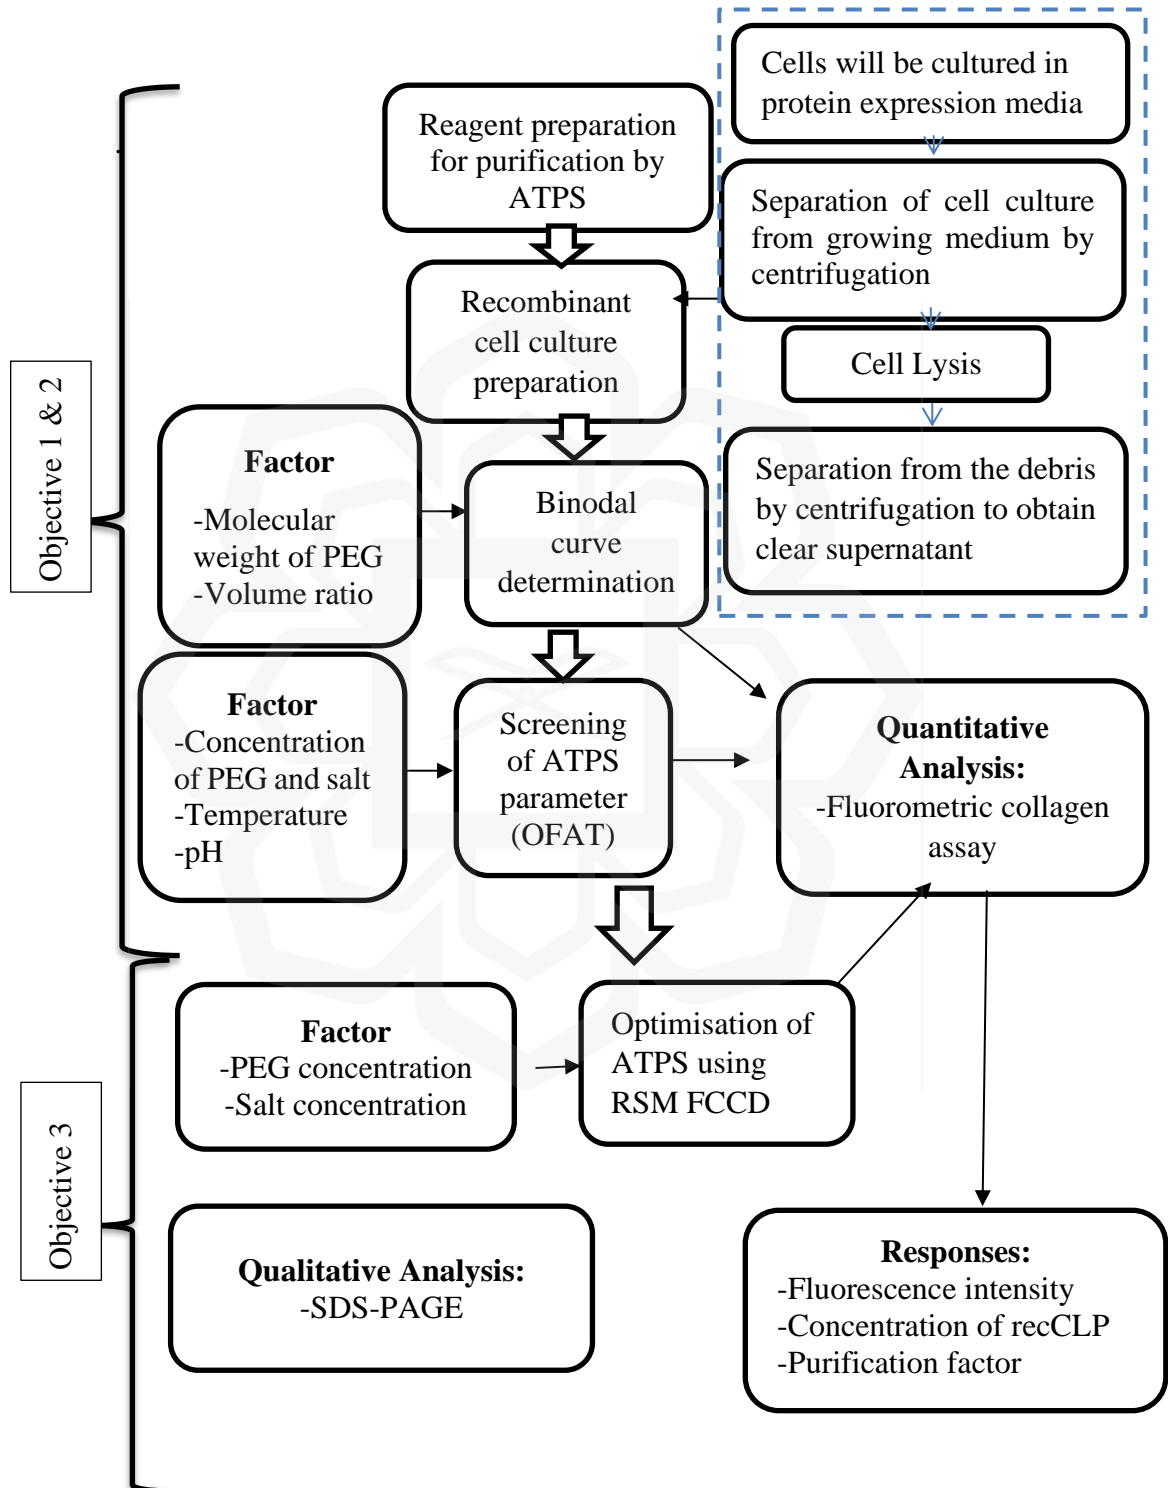 Cells will be cultured in
protein expression media
Reagent preparation
for purification by
ATPS
Separation of cell culture
from growing medium by
centrifugation
Recombinant
cell culture
preparation
Cell Lysis
Objective 1 & 2
Factor
-Molecular
weight of PEG
-Volume ratio
Binodal
curve
determination
Separation from the debris
by centrifugation to obtain
clear supernatant
Factor
-Concentration
of PEG and salt
-Temperature
-pH
Screening
of ATPS
parameter
(OFAT)
Quantitative
Analysis:
-Fluorometric collagen
assay
Objective 3
Factor
-PEG concentration
-Salt concentration
Optimisation of
ATPS using
RSM FCCD
Qualitative Analysis:
-SDS-PAGE
Responses:
-Fluorescence intensity
-Concentration of recCLP
-Purification factor